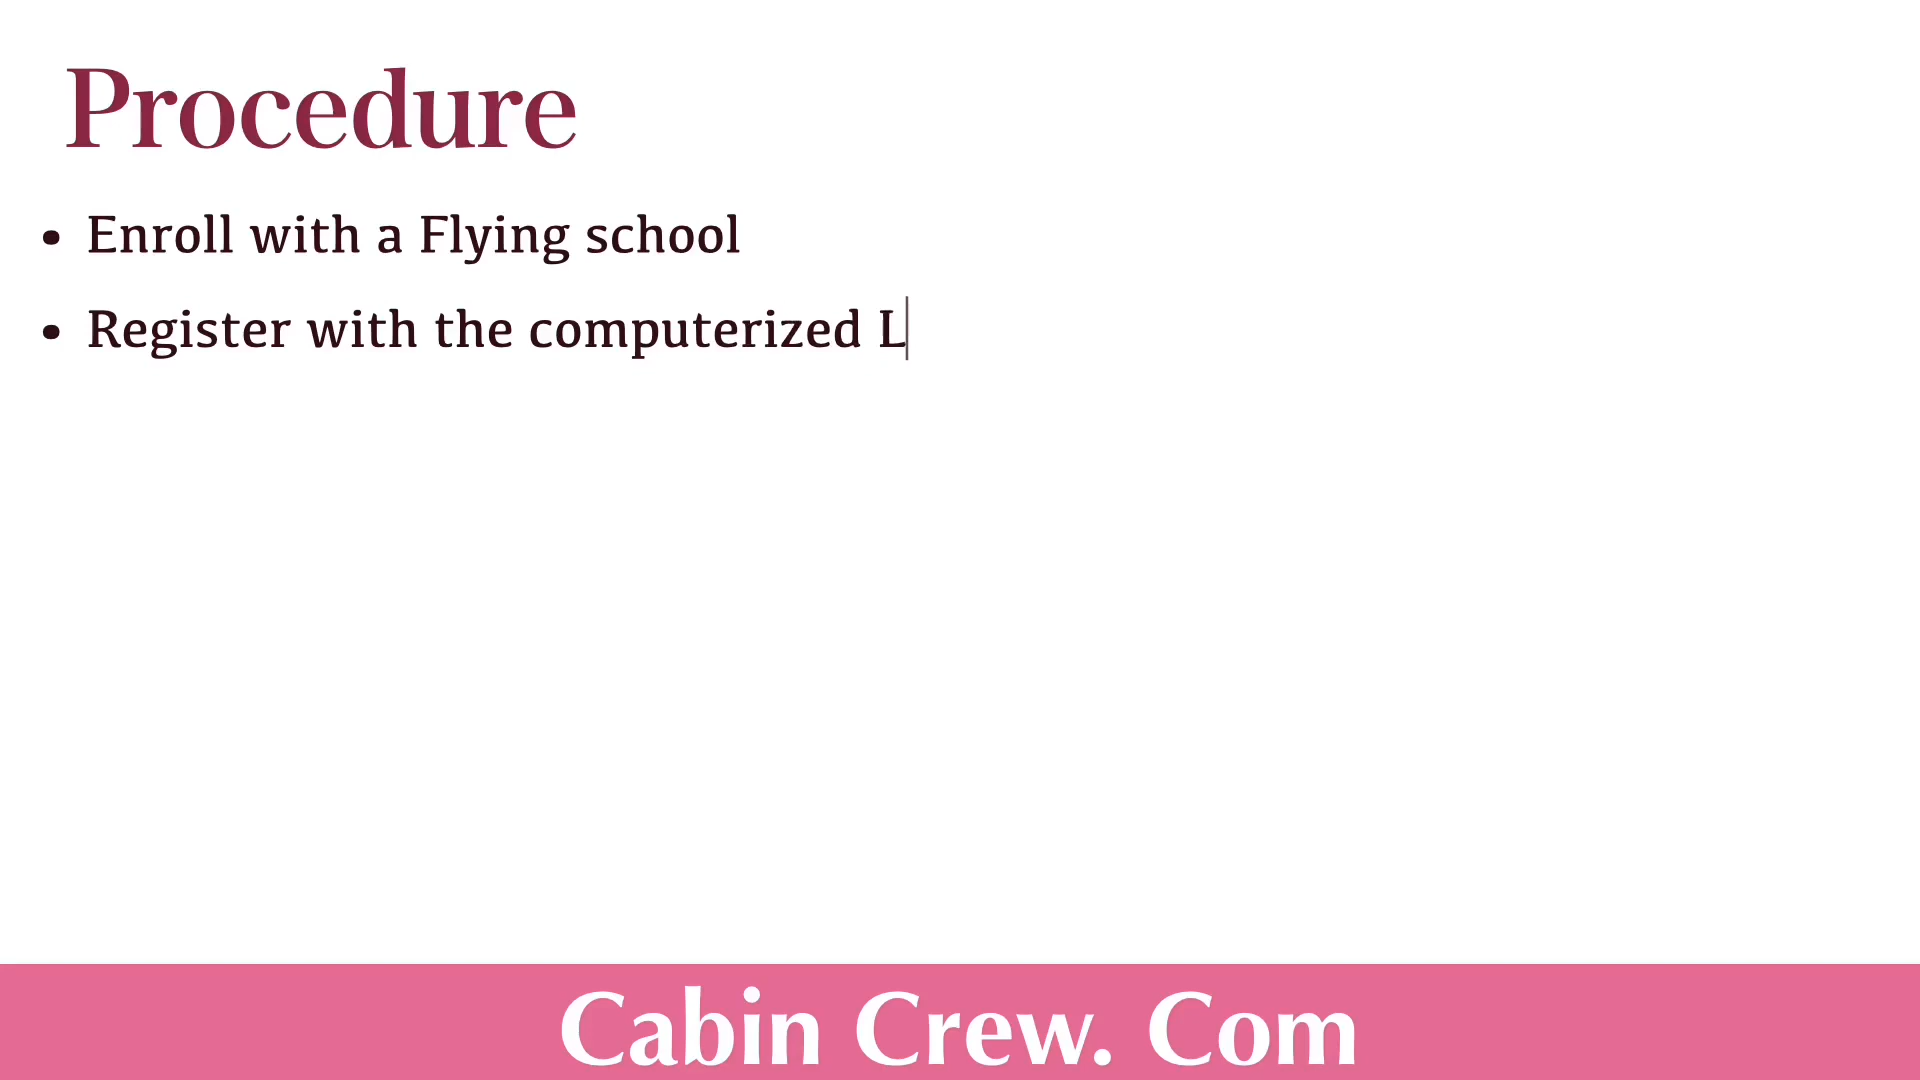 Procedure
• Enroll with a Flying school
• Register with the computerized L
Cabin Crew. Com